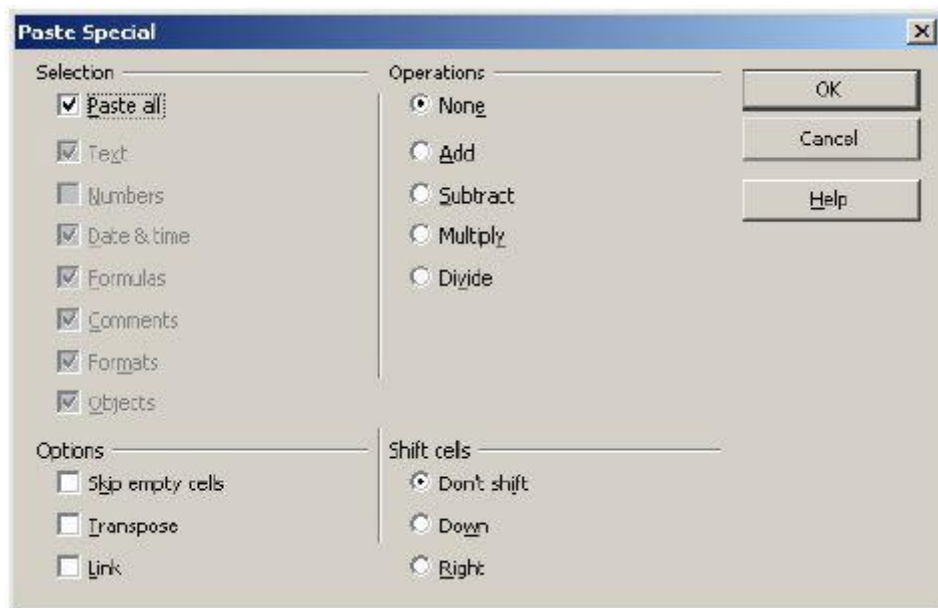 Paste Special
Selection
Paste all
Text
Numbers
Date & time
Formulas
Comments
Formats
Objects
Operations
None
Add
Subtract
Multiply
Divide
OK
Cancel
Help
Options
Skip empty cells
Transpose
Link
Shift cells
Don't shift
Down
Right